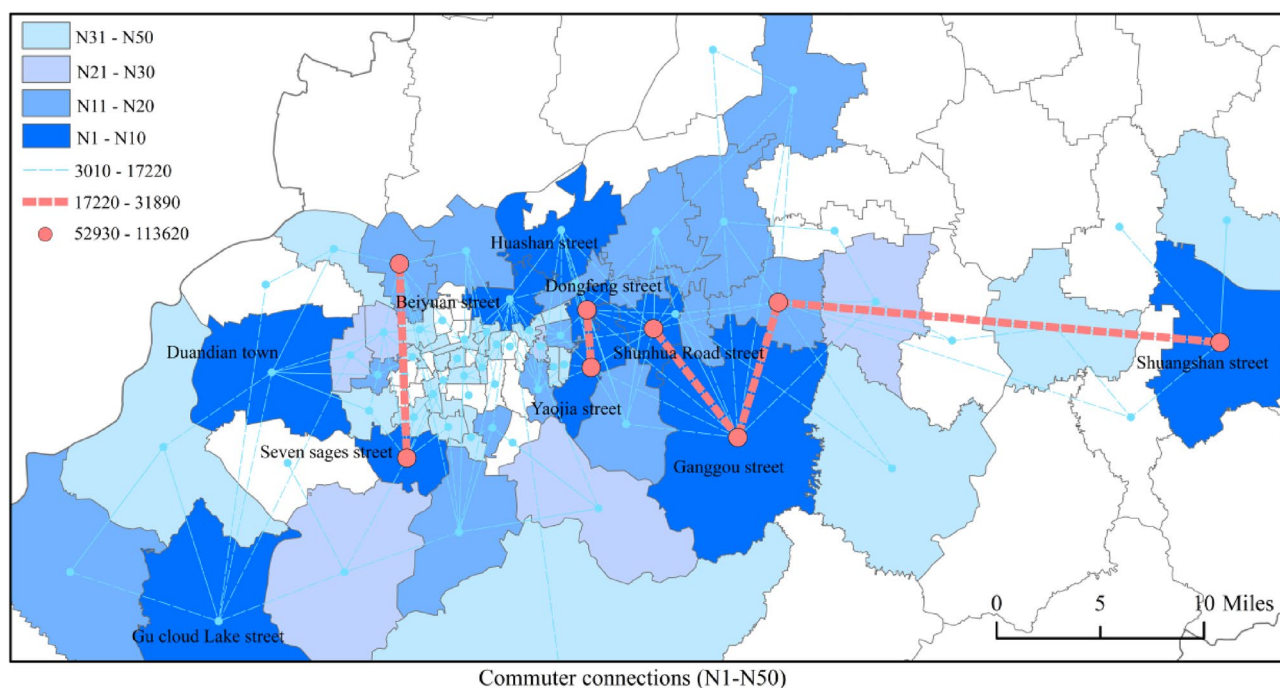 N31 - N50
N21 - N30
N11 - N20
N1 - N10
3010 - 17220
17220 - 31890
52930 - 113620
Huashan street
Dongfeng street
Beiyuan street
Duandian town
Shunhua Road street
Shuangshan street
Yaojia street
Seven sages street
Ganggou street
Gu cloud Lake street
0 5 10 Miles
Commuter connections (N1-N50)